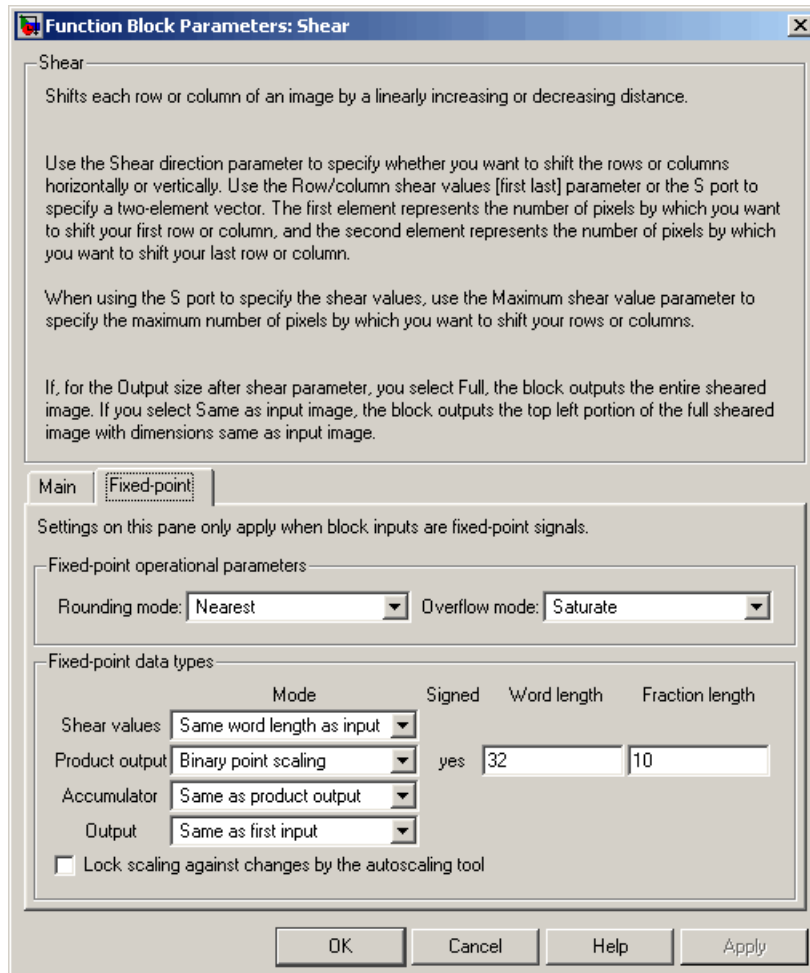 Function Block Parameters: Shear
Shear
Shifts each row or column of an image by a linearly increasing or decreasing distance.
Use the Shear direction parameter to specify whether you want to shift the rows or columns
horizontally or vertically. Use the Row/column shear values [first last] parameter or the S port to
specify a two-element vector. The first element represents the number of pixels by which you want
to shift your first row or column, and the second element represents the number of pixels by which
you want to shift your last row or column.
When using the S port to specify the shear values, use the Maximum shear value parameter to
specify the maximum number of pixels by which you want to shift your rows or columns.
If, for the Output size after shear parameter, you select Full, the block outputs the entire sheared
image. If you select Same as input image, the block outputs the top left portion of the full sheared
image with dimensions same as input image.
Main Fixed-point
Settings on this pane only apply when block inputs are fixed-point signals.
Fixed-point operational parameters
Rounding mode: Nearest Overflow mode: Saturate
Fixed-point data types
Mode Signed Word length Fraction length
Shear values Same word length as input
Product output Binary point scaling yes 32 10
Accumulator Same as product output
Output Same as first input
Lock scaling against changes by the autoscaling tool
OK Cancel Help Apply